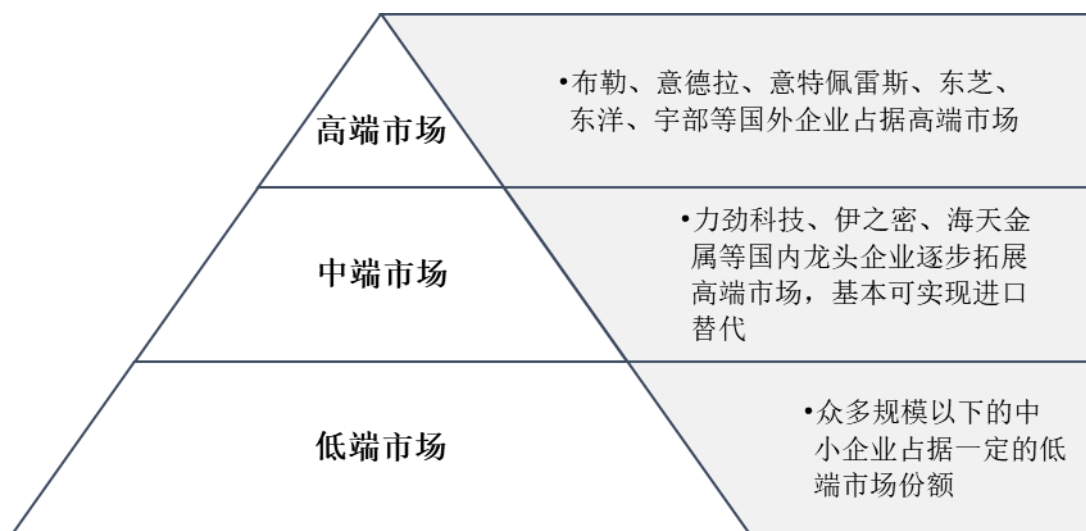 高端市场
•布勒、意德拉、意特佩雷斯、东芝、
东洋、宇部等国外企业占据高端市场
中端市场
•力劲科技、伊之密、海天金
属等国内龙头企业逐步拓展
高端市场，基本可实现进口
替代
低端市场
•众多规模以下的中
小企业占据一定的低
端市场份额